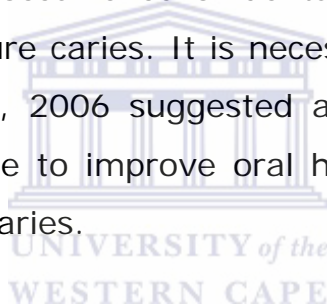 ure caries. It is neces
, 2006 suggested a
e to improve oral h
aries.
UNIVERSITY of the
WESTERN CAPE